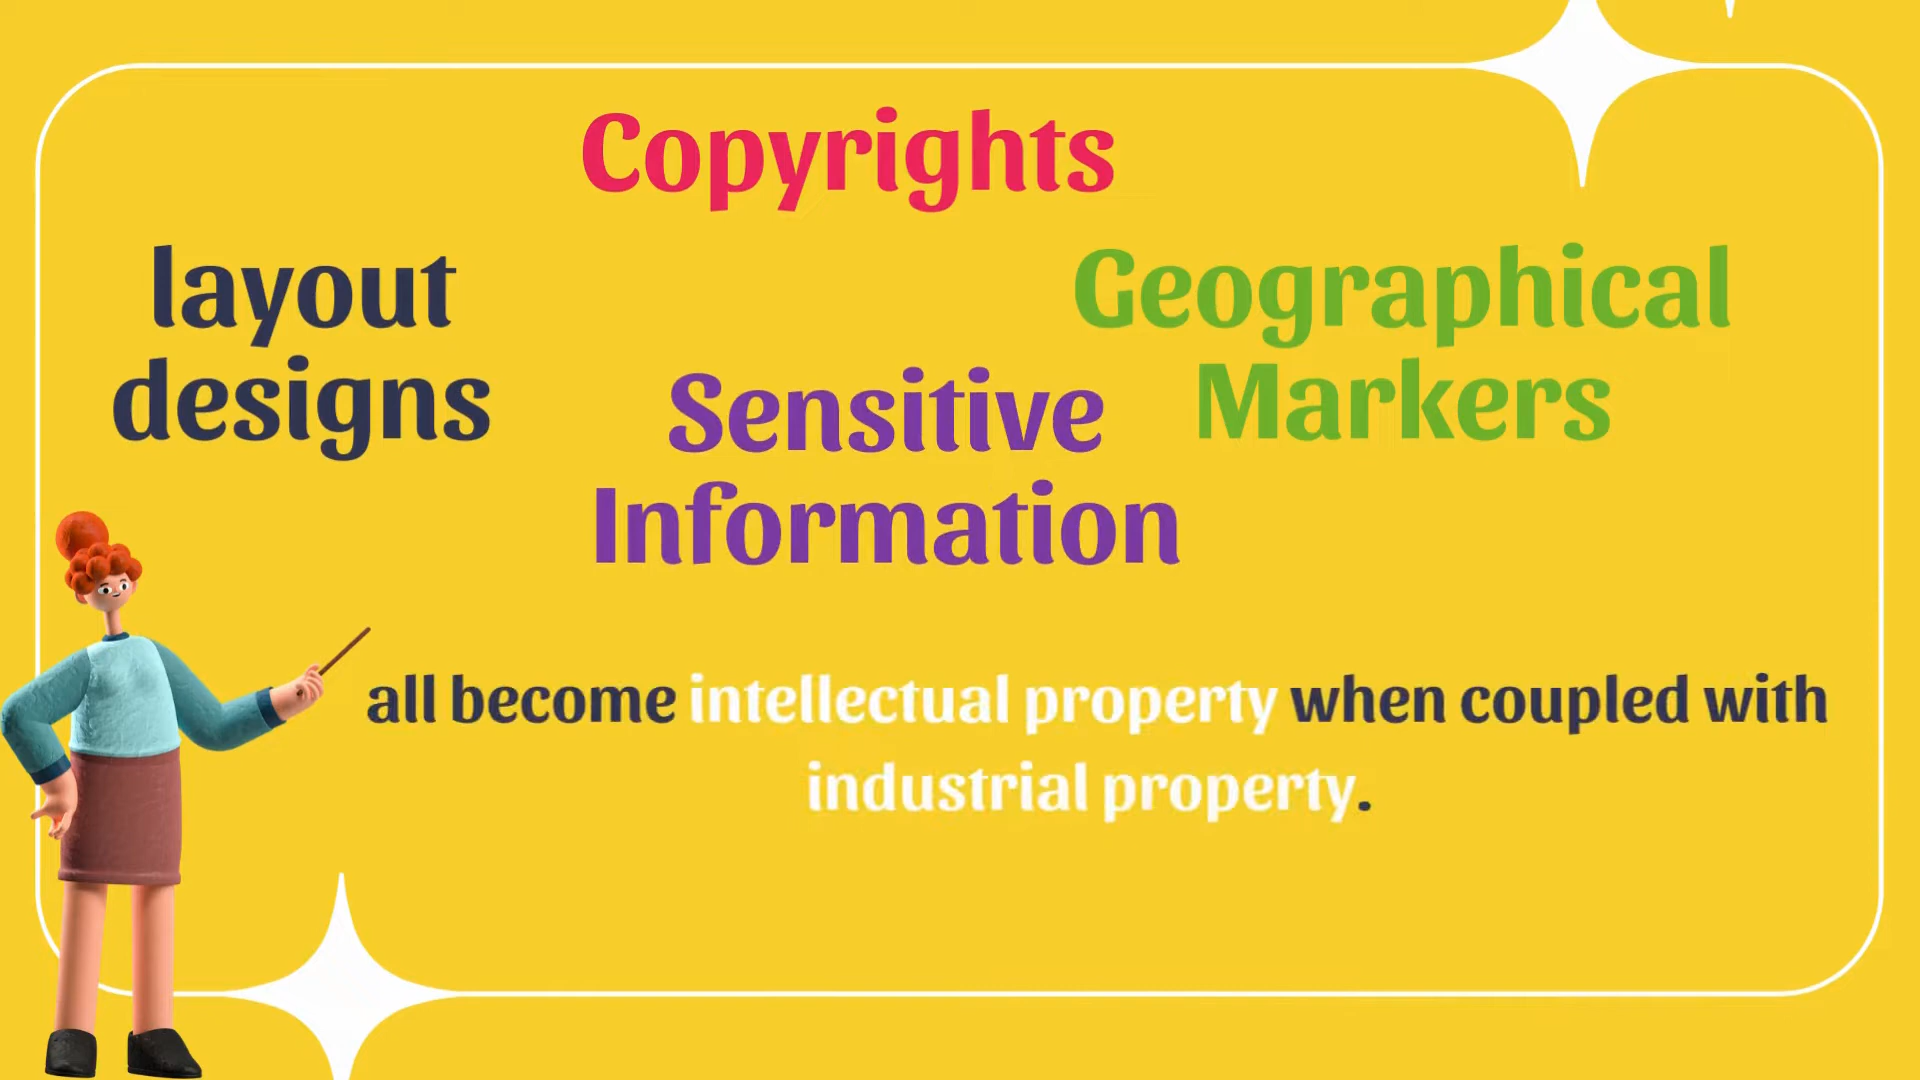 Copyrights
layout
designs
Geographical
Markers
Sensitive
Information
all become intellectual property when coupled with
industrial property.